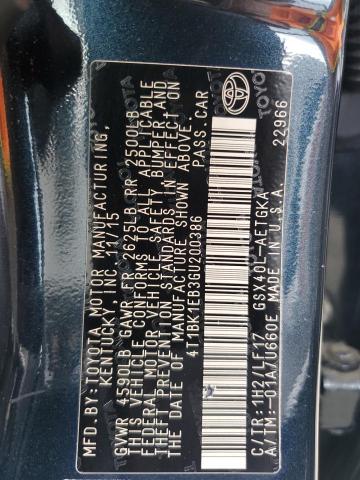 MFD.BY:TOYOTA MOTOR MANUFACTURING,
KENTUCKY, INC. 11/15
GVWR 4590LB GAWR FR 2625LB RR 2500LB
THIS VEHICLE CONFORMS TO ALL APPLICABLE
FEDERAL MOTOR VEHICLE SAFETY, BUMPER AND
THEFT PREVENTION STANDARDS IN EFFECT ON
THE DATE OF MANUFACTURE SHOWN ABOVE.
4T1BK1EB3GU200386 PASS.CAR
C/TR:1H2/LF17 GSX40L-AETGKA
A/TM:-01A/U660E MADE IN U.S.A. 22966
TOYOTA